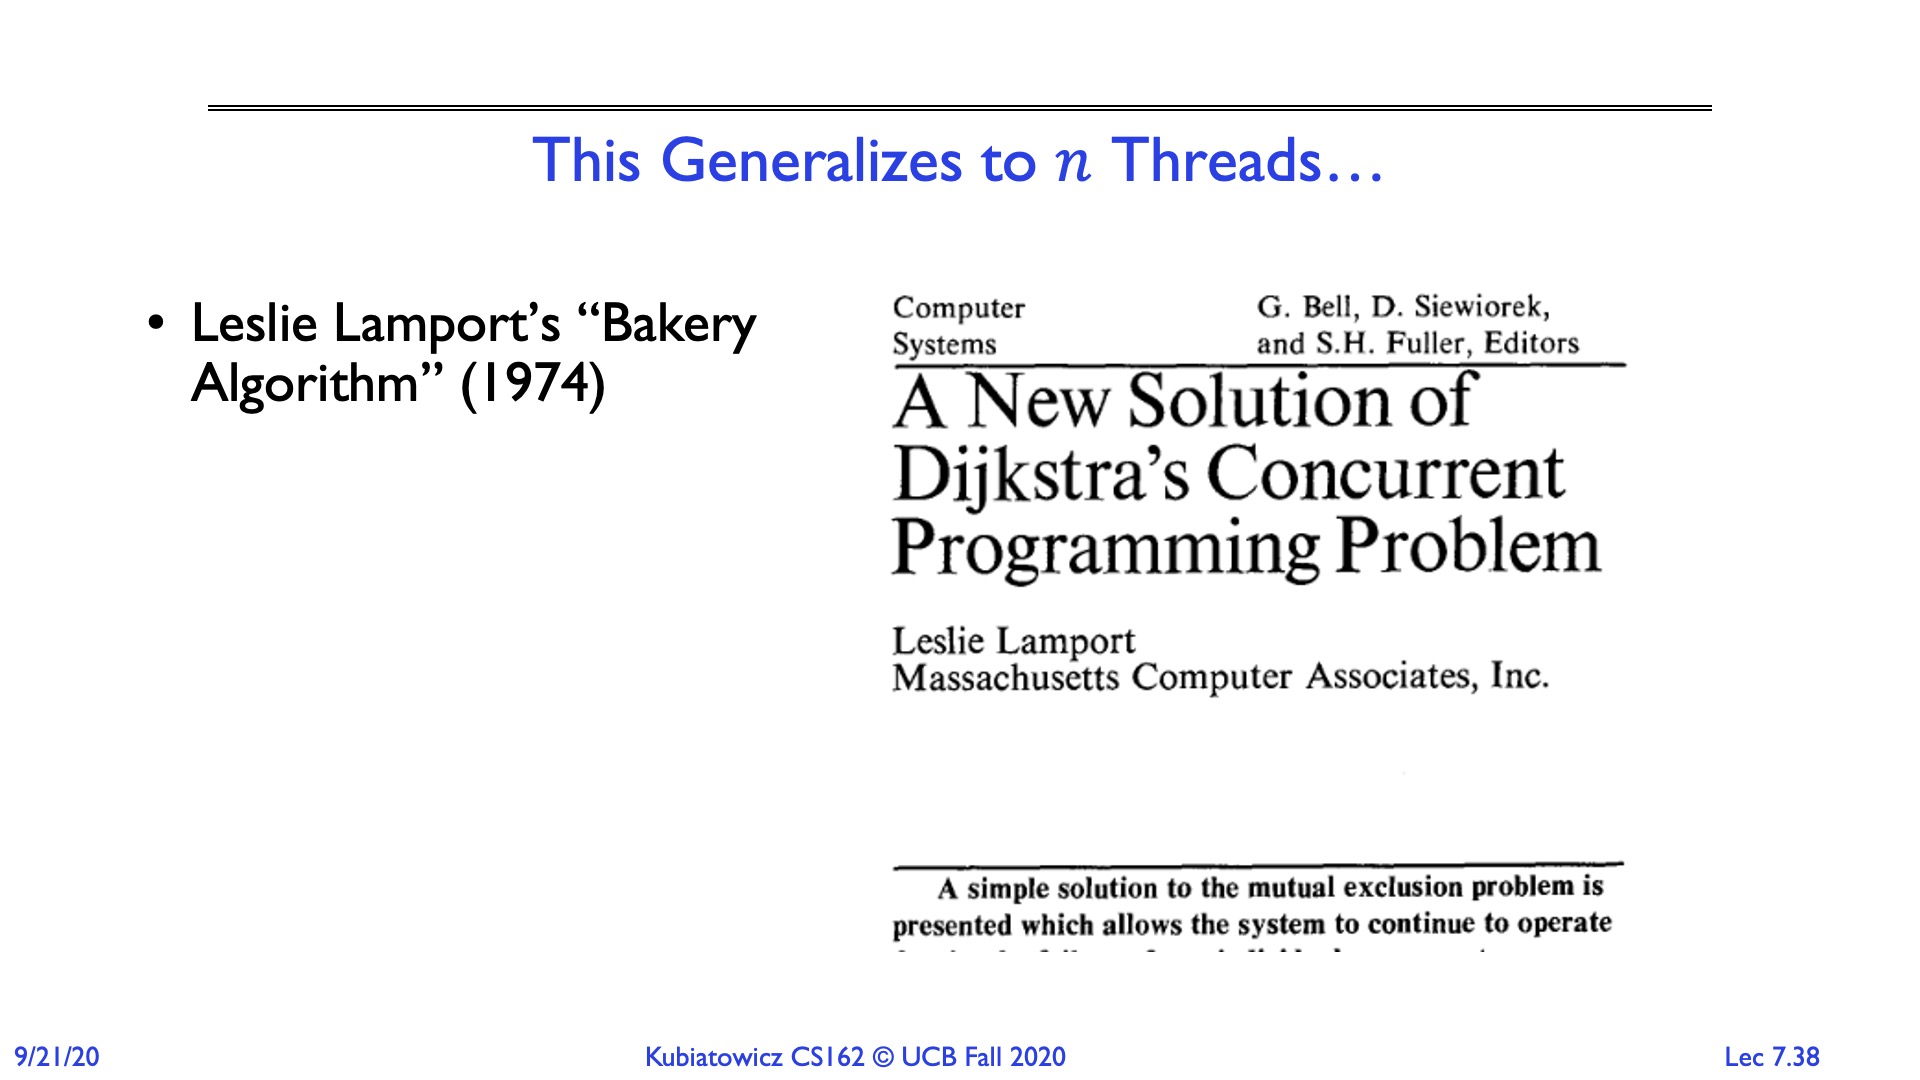 This Generalizes to n Threads…
• Leslie Lamport’s “Bakery
Algorithm” (1974)
Computer
Systems
G. Bell, D. Siewiorek,
and S.H. Fuller, Editors
A New Solution of
Dijkstra’s Concurrent
Programming Problem
Leslie Lamport
Massachusetts Computer Associates, Inc.
A simple solution to the mutual exclusion problem is
presented which allows the system to continue to operate
9/21/20
Kubiatowicz CS162 © UCB Fall 2020
Lec 7.38